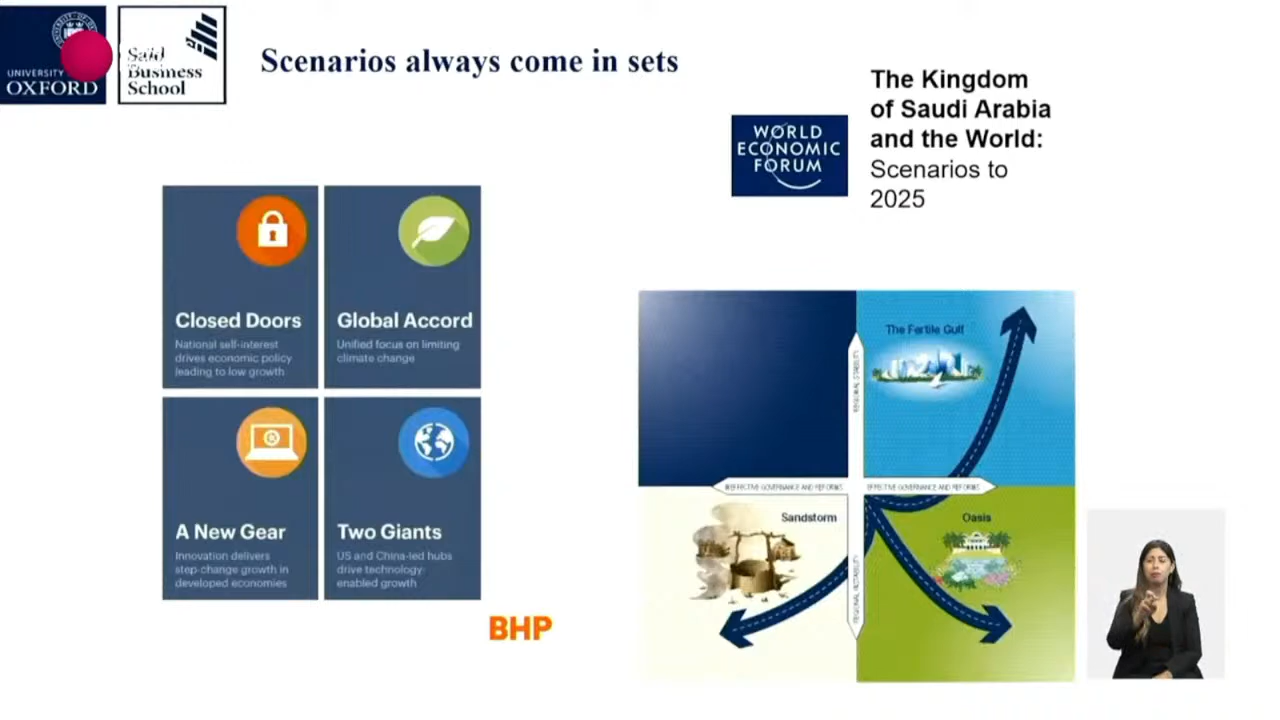 UNIVERSITY
OXFORD
Saïd
Business
School
Scenarios always come in sets
WORLD
ECONOMIC
FORUM
The Kingdom
of Saudi Arabia
and the World:
Scenarios to
2025
Closed Doors
National self-interest
drives economic policy
leading to low growth
Global Accord
Unified focus on limiting
climate change
A New Gear
Innovation delivers
step-change growth in
developed economies
Two Giants
US and China-led hubs
drive technology-
enabled growth
BHP
The Fertile Gulf
REGIONAL STABILITY
INEFFECTIVE GOVERNANCE AND REFORMS
EFFECTIVE GOVERNANCE AND REFORMS
Sandstorm
Oasis
REGIONAL INSTABILITY